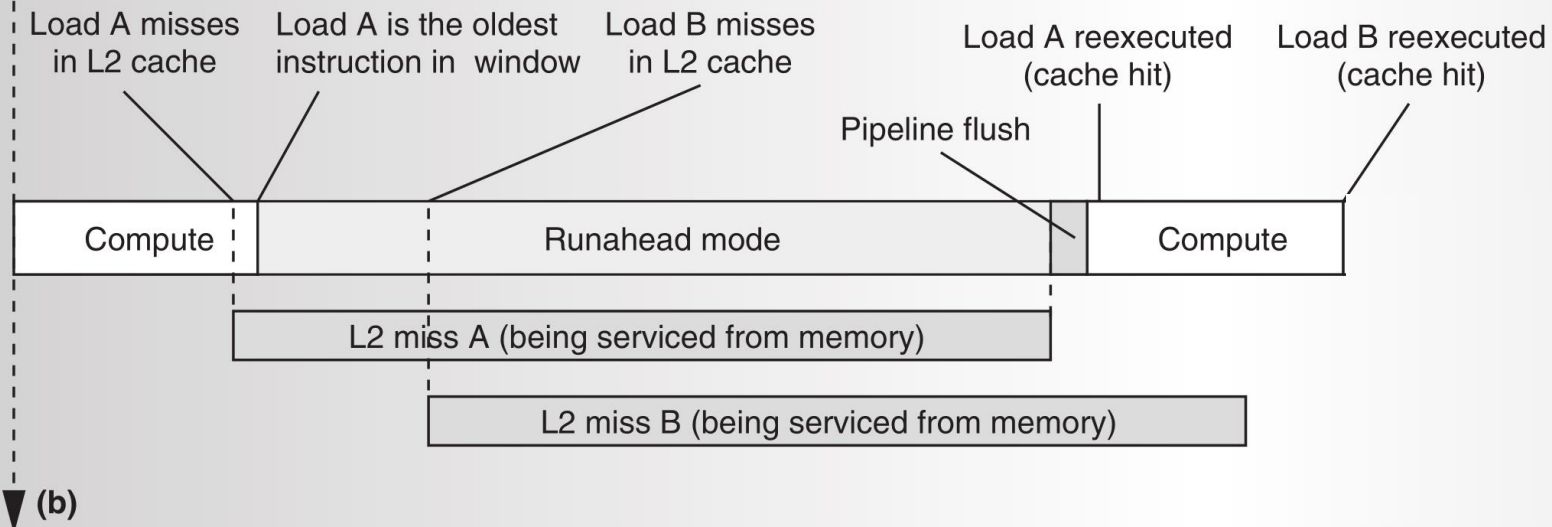 Load A misses
in L2 cache
Load A is the oldest
instruction in window
Load B misses
in L2 cache
Load A reexecuted
(cache hit)
Load B reexecuted
(cache hit)
Pipeline flush
Compute
Runahead mode
Compute
L2 miss A (being serviced from memory)
L2 miss B (being serviced from memory)
(b)